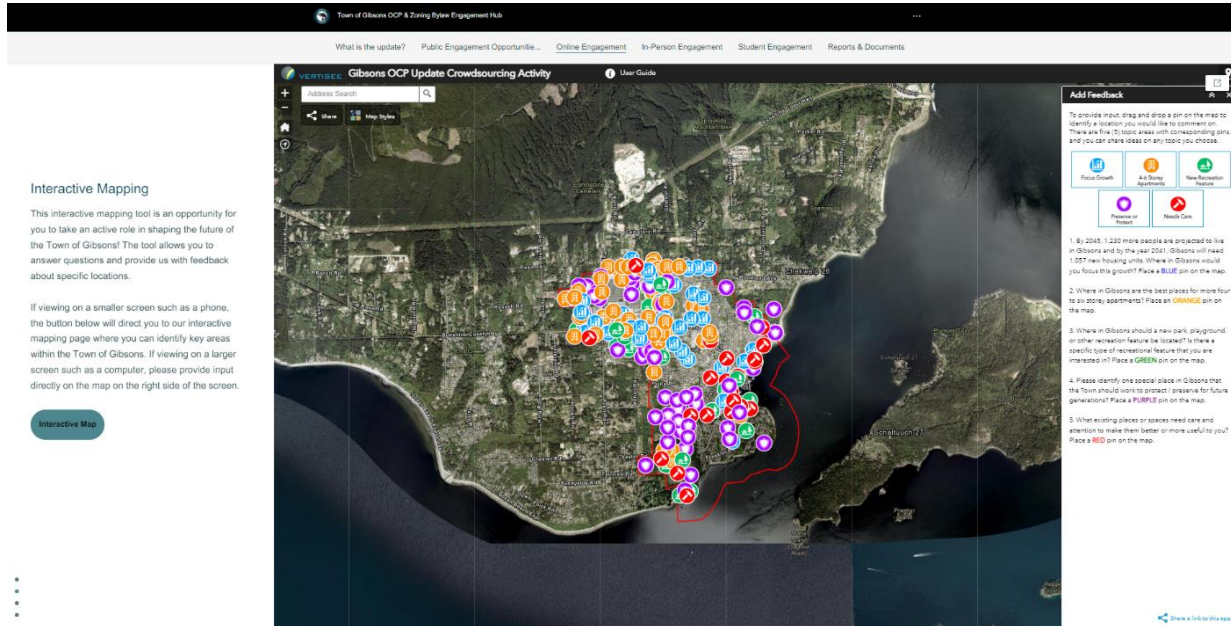 Town of Gibsons OCP & Zoning Bylaw Engagement Hub
...
What is the update?
Public Engagement Opportunitie...
Online Engagement
In-Person Engagement
Student Engagement
Reports & Documents
VERTISEE Gibsons OCP Update Crowdsourcing Activity
User Guide
Address Search
Share
Map Styles
Interactive Mapping
This interactive mapping tool is an opportunity for
you to take an active role in shaping the future of
the Town of Gibsons! The tool allows you to
answer questions and provide us with feedback
about specific locations.
If viewing on a smaller screen such as a phone,
the button below will direct you to our interactive
mapping page where you can identify key areas
within the Town of Gibsons. If viewing on a larger
screen such as a computer, please provide input
directly on the map on the right side of the screen.
Interactive Map
Chekwelp 26
Schaltuuch 27
Add Feedback
To provide input, drag and drop a pin on the map to
identify a location you would like to comment on.
There are five (5) topic areas with corresponding pins
and you can share ideas on any topic you choose.
Focus Growth
4-6 Storey
Apartments
New Recreation
Feature
Preserve or
Protect
Needs Care
1. By 2045, 1,230 more people are projected to live
in Gibsons and by the year 2041, Gibsons will need
1,057 new housing units. Where in Gibsons would
you focus this growth? Place a BLUE pin on the map.
2. Where in Gibsons are the best places for more four
to six storey apartments? Place an ORANGE pin on
the map.
3. Where in Gibsons should a new park, playground,
or other recreation feature be located? Is there a
specific type of recreational feature that you are
interested in? Place a GREEN pin on the map.
4. Please identify one special place in Gibsons that
the Town should work to protect / preserve for future
generations? Place a PURPLE pin on the map.
5. What existing places or spaces need care and
attention to make them better or more useful to you?
Place a RED pin on the map.
Share a link to this app